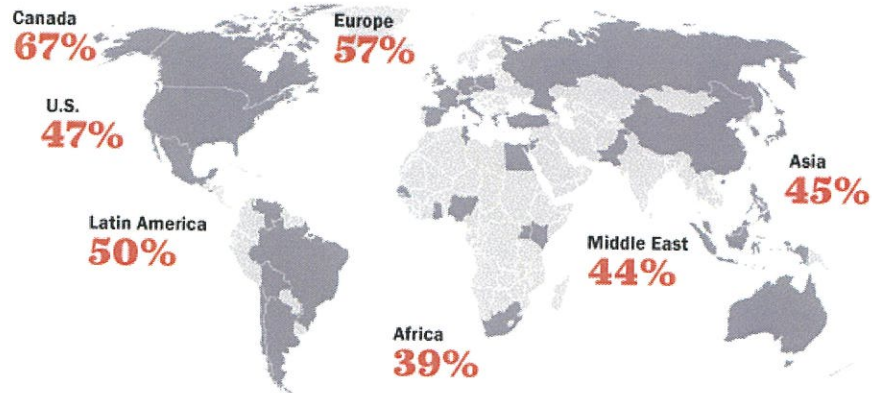 Canada
67%
Europe
57%
U.S.
47%
Asia
45%
Latin America
50%
Middle East
44%
Africa
39%